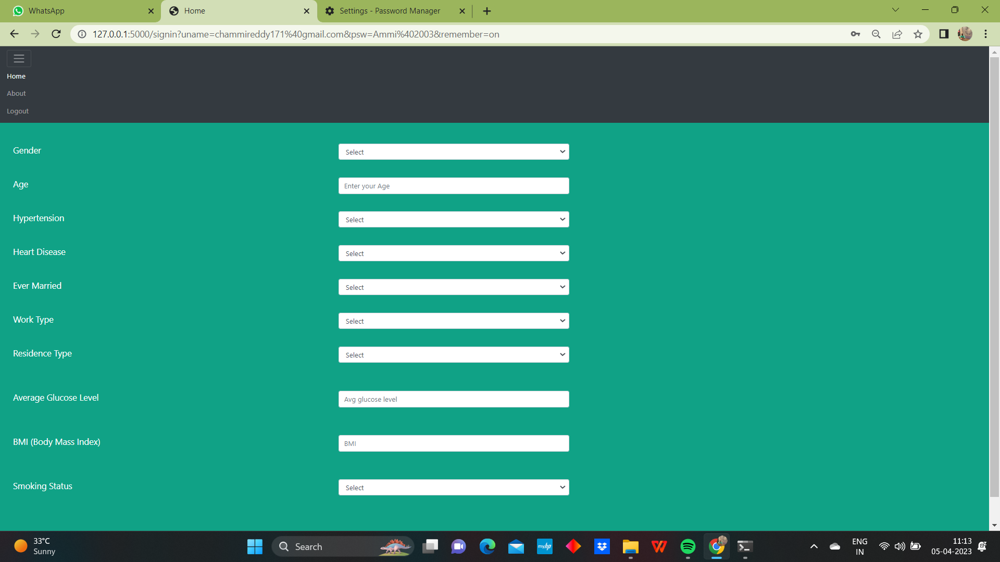 WhatsApp
Home
Settings - Password Manager
127.0.0.1:5000/signin?uname=chammireddy171%40gmail.com&psw=Ammi%402003&remember=on
Home
About
Logout
Gender
Select
Age
Enter your Age
Hypertension
Select
Heart Disease
Select
Ever Married
Select
Work Type
Select
Residence Type
Select
Average Glucose Level
Avg glucose level
BMI (Body Mass Index)
BMI
Smoking Status
Select
33°C
Sunny
Search
myhp
ENG
IN
11:13
05-04-2023